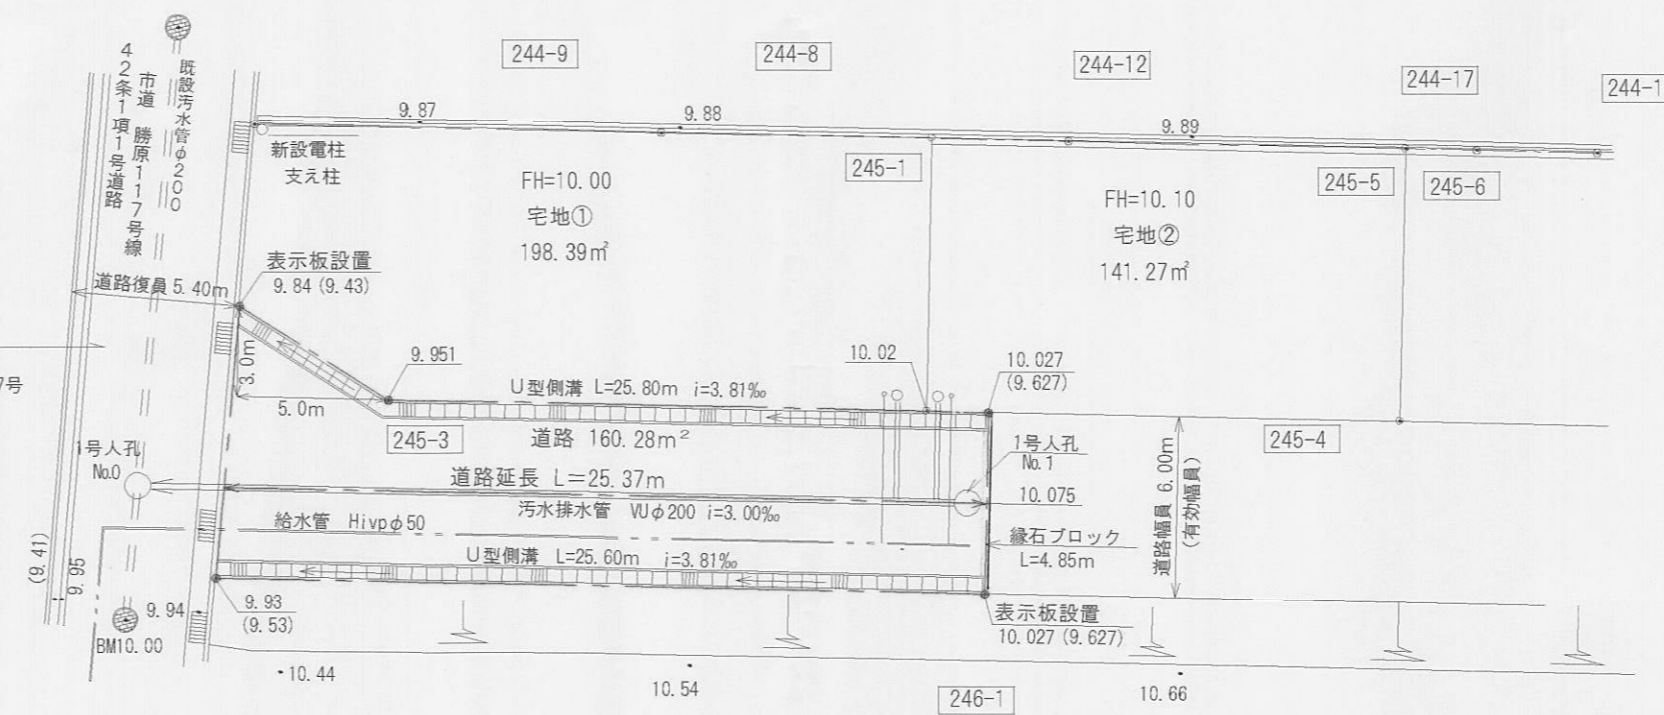 244-9
244-8
244-12
244-17
244-1
既設汚水管φ200
市道 勝原117号線
42条1項1号道路
9.87
9.88
9.89
新設電柱
支え柱
245-1
245-5
245-6
FH=10.00
宅地①
198.39㎡
FH=10.10
宅地②
141.27㎡
表示板設置
9.84 (9.43)
道路復員 5.40m
3.0m
5.0m
9.951
10.02
10.027
(9.627)
7号
U型側溝 L=25.80m i=3.81‰
245-3
道路 160.28m²
245-4
1号人孔
No.0
1号人孔
No.1
道路延長 L=25.37m
10.075
汚水排水管 VUφ200 i=3.00‰
給水管 Hivpφ50
縁石ブロック
L=4.85m
道路幅員 6.00m
(有効幅員)
U型側溝 L=25.60m i=3.81‰
(9.41)
9.95
9.94
9.93
(9.53)
BM10.00
表示板設置
10.027 (9.627)
10.44
10.54
246-1
10.66